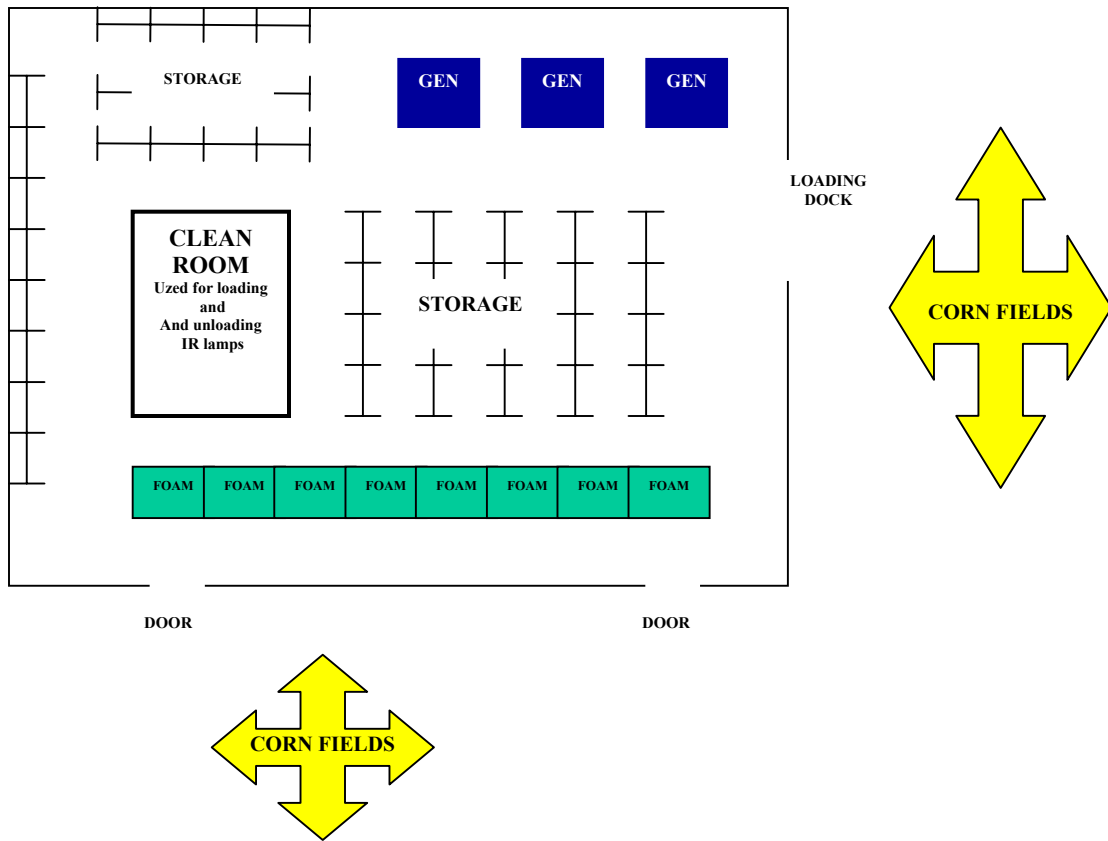 STORAGE
GEN
GEN
GEN
LOADING
DOCK
CLEAN
ROOM
Uzed for loading
and
And unloading
IR lamps
STORAGE
CORN FIELDS
FOAM
FOAM
FOAM
FOAM
FOAM
FOAM
FOAM
FOAM
DOOR
DOOR
CORN FIELDS